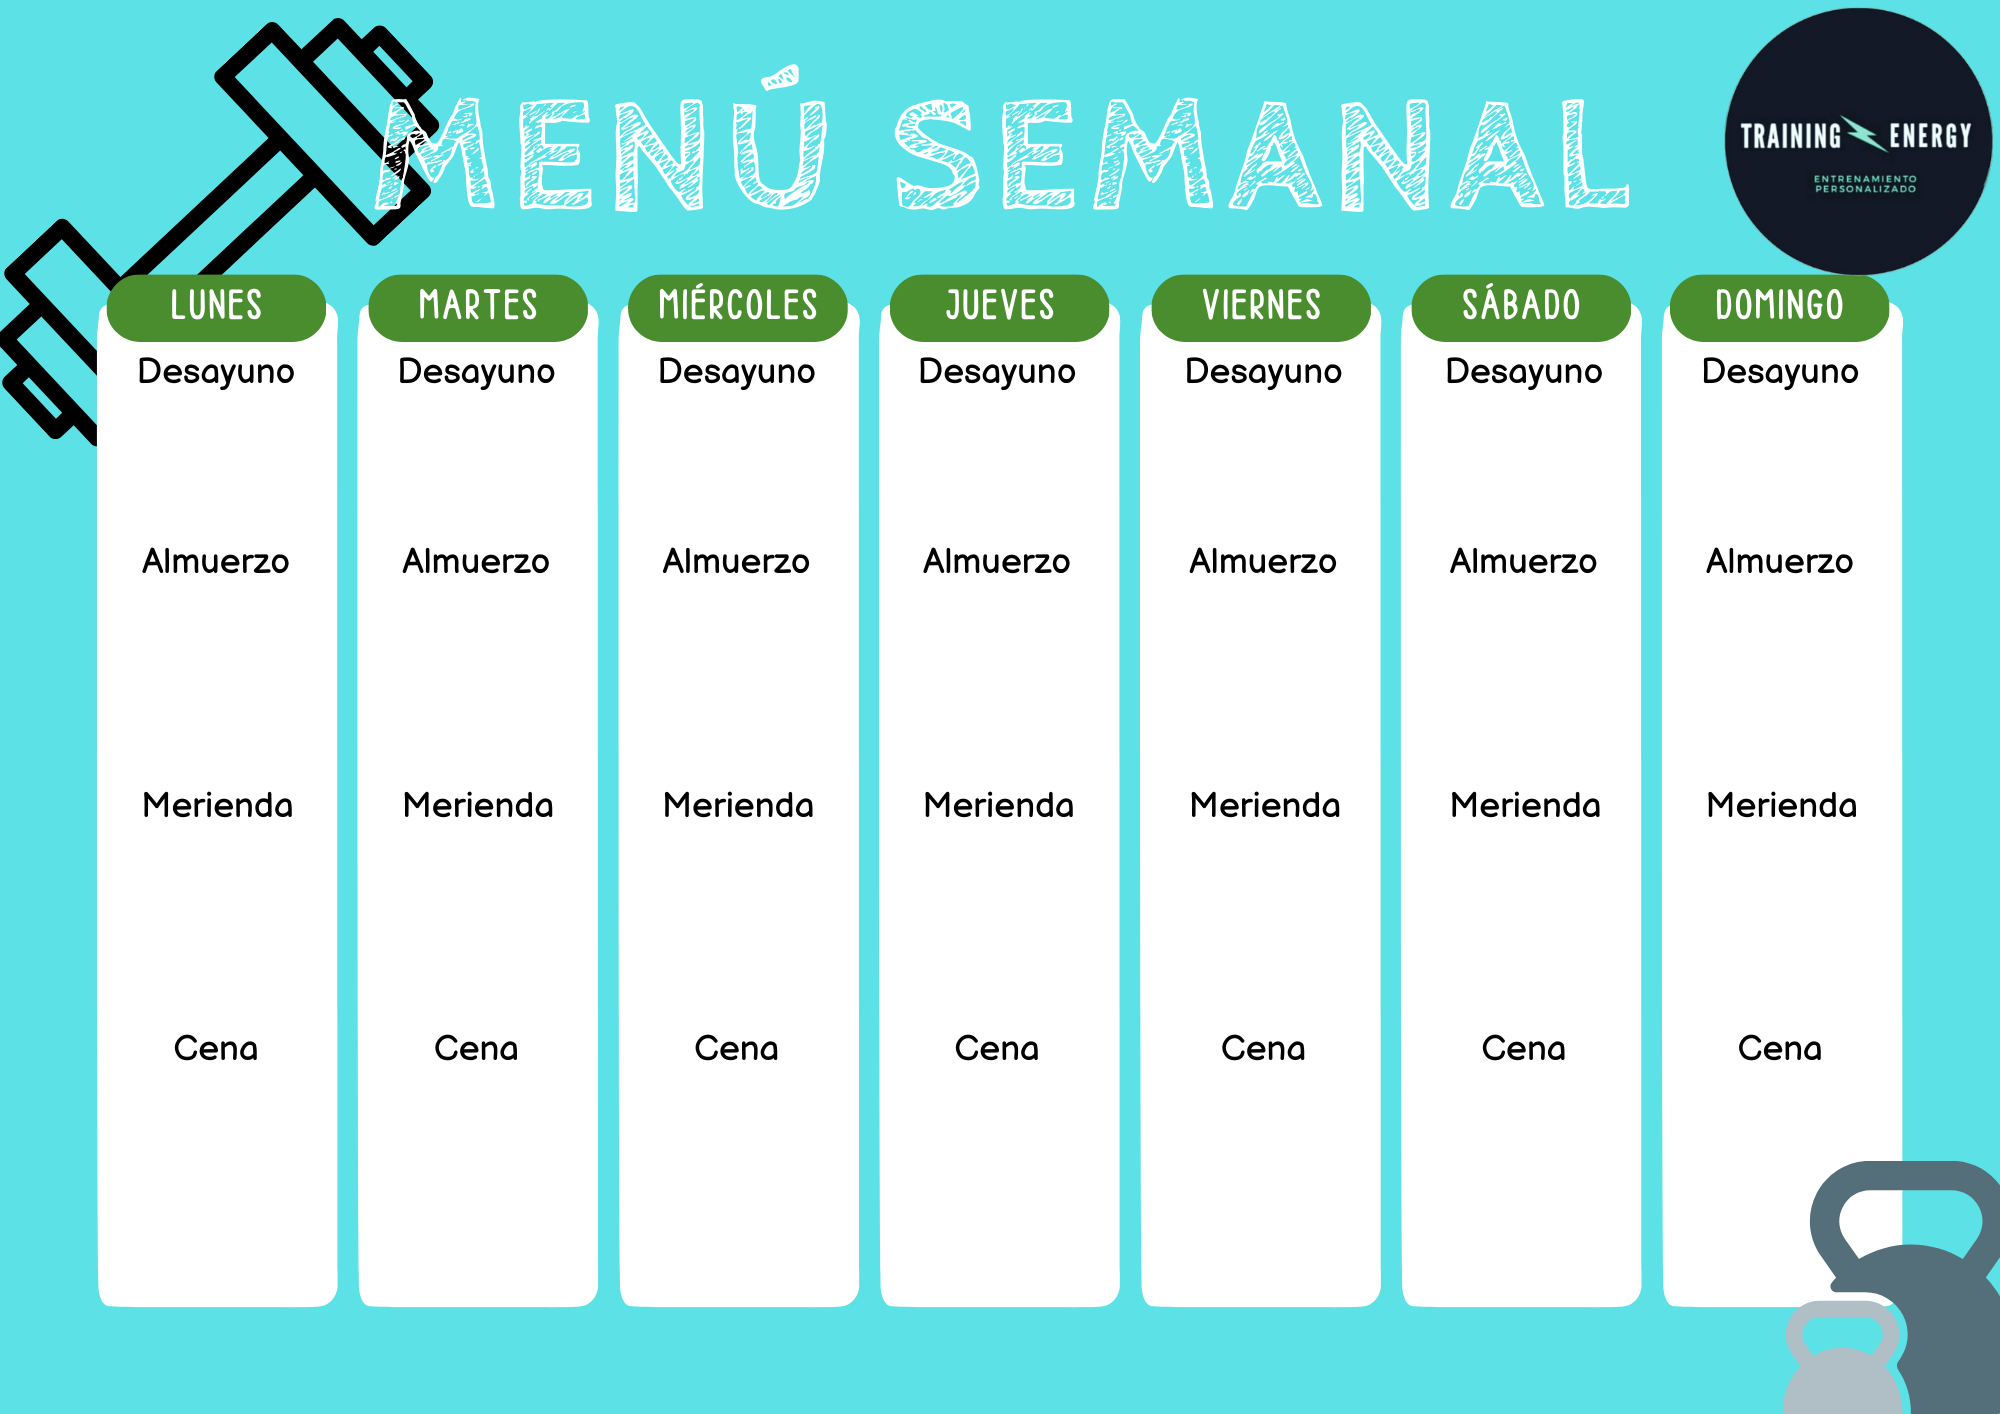 MENÚ SEMANAL
TRAINING ENERGY
ENTRENAMIENTO
PERSONALIZADO
LUNES MARTES MIÉRCOLES JUEVES VIERNES SÁBADO DOMINGO
Desayuno Desayuno Desayuno Desayuno Desayuno Desayuno Desayuno
Almuerzo Almuerzo Almuerzo Almuerzo Almuerzo Almuerzo Almuerzo
Merienda Merienda Merienda Merienda Merienda Merienda Merienda
Cena Cena Cena Cena Cena Cena Cena